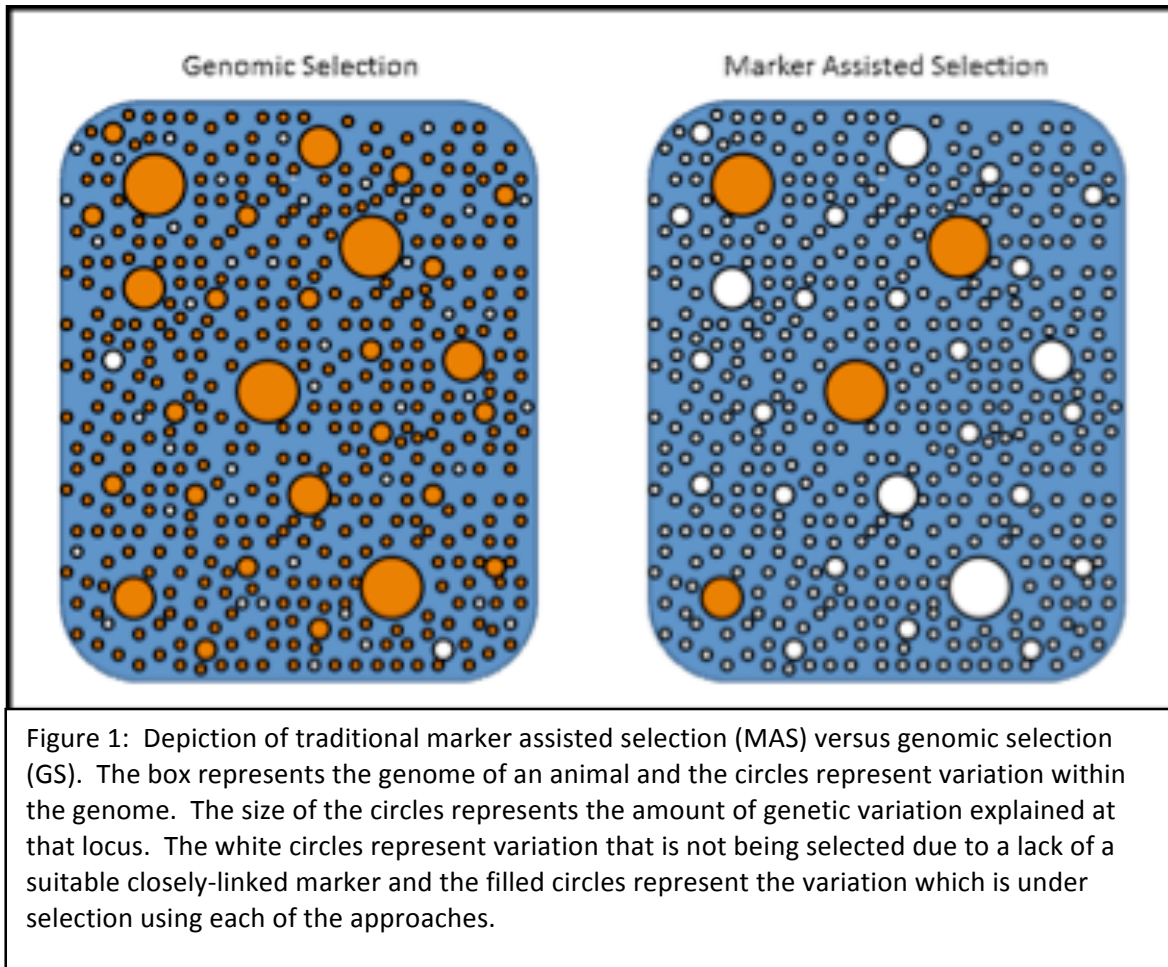 Genomic Selection
Marker Assisted Selection
Figure 1:  Depiction of traditional marker assisted selection (MAS) versus genomic selection
(GS).  The box represents the genome of an animal and the circles represent variation within
the genome.  The size of the circles represents the amount of genetic variation explained at
that locus.  The white circles represent variation that is not being selected due to a lack of a
suitable closely-linked marker and the filled circles represent the variation which is under
selection using each of the approaches.